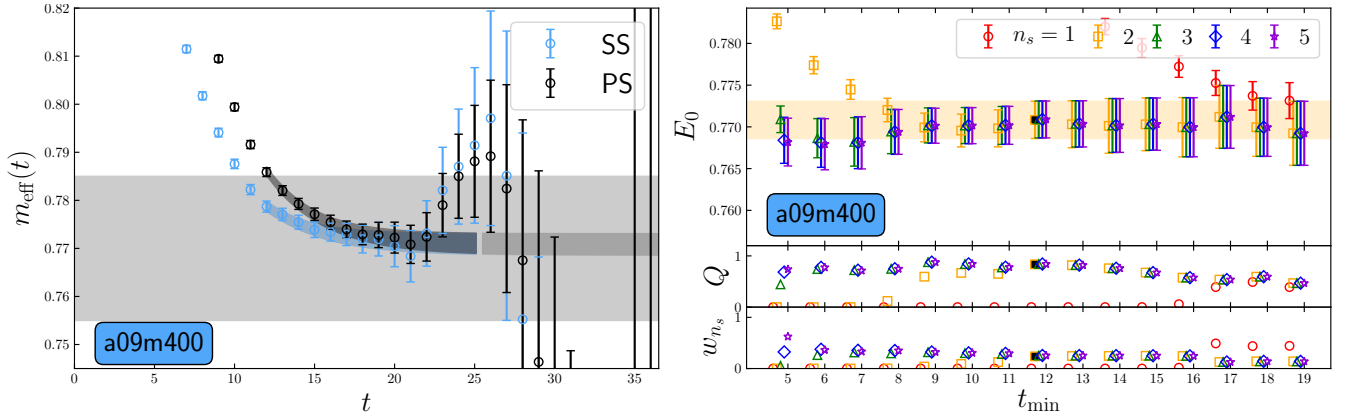 0.82
0.81
0.80
0.79
0.78
0.77
0.76
0.75
m_eff(t)
SS
PS
a09m400
0 5 10 15 20 25 30 35
t
0.780
0.775
0.770
0.765
0.760
E_0
n_s = 1 2 3 4 5
a09m400
1
0
Q
1
0
w_{n_s}
5 6 7 8 9 10 11 12 13 14 15 16 17 18 19
t_min